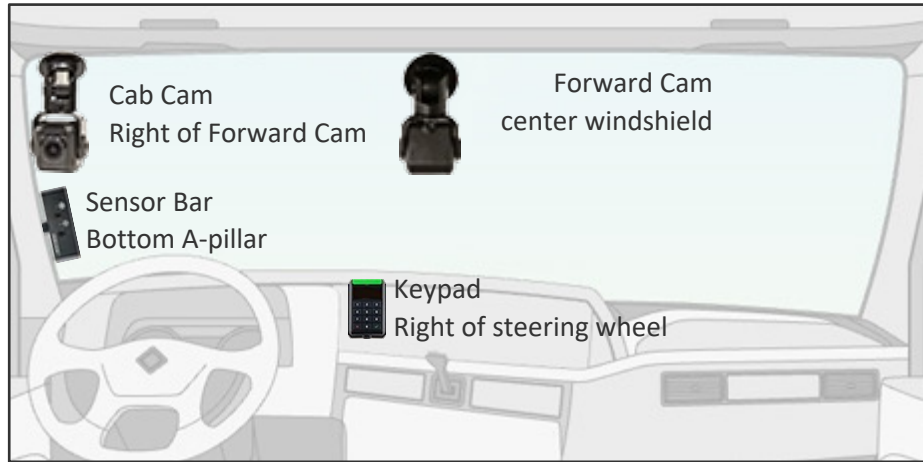 Cab Cam
Right of Forward Cam
Forward Cam
center windshield
Sensor Bar
Bottom A-pillar
Keypad
Right of steering wheel